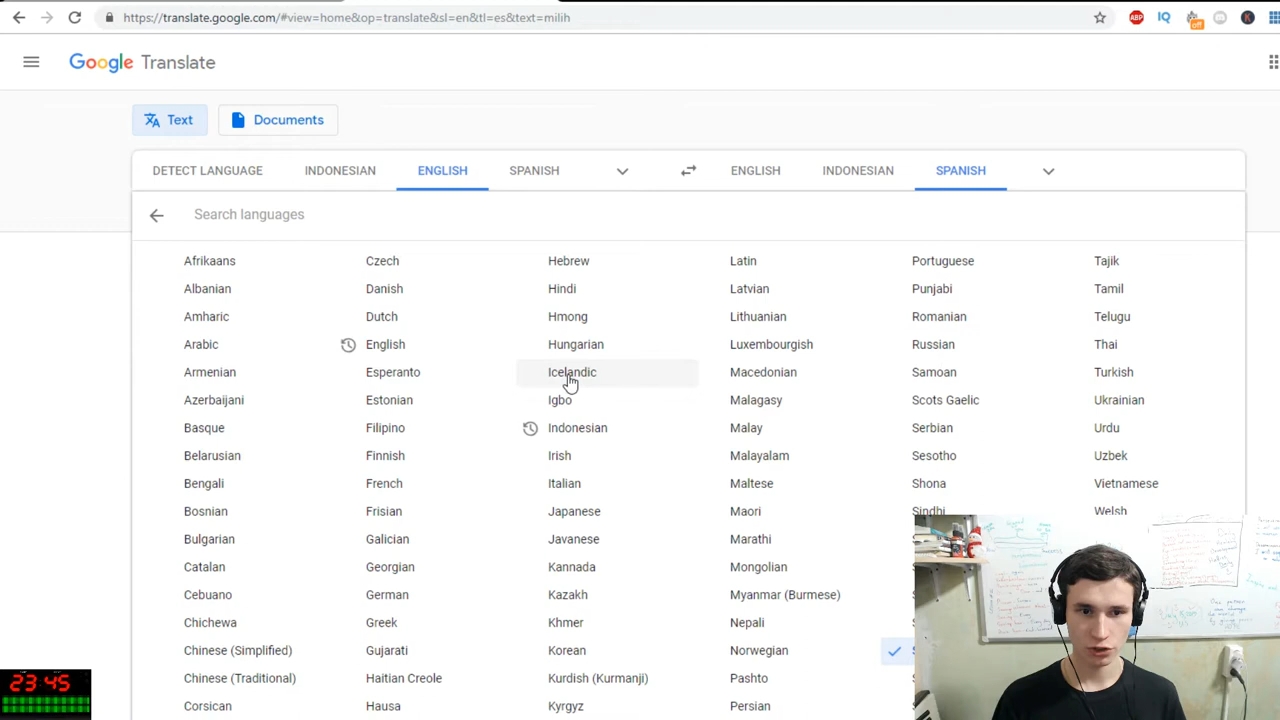 https://translate.google.com/#view=home&op=translate&sl=en&tl=es&text=milih
ABP IQ off K
Google Translate
Text Documents
DETECT LANGUAGE INDONESIAN ENGLISH SPANISH ENGLISH INDONESIAN SPANISH
Search languages
Afrikaans Czech Hebrew Latin Portuguese Tajik
Albanian Danish Hindi Latvian Punjabi Tamil
Amharic Dutch Hmong Lithuanian Romanian Telugu
Arabic English Hungarian Luxembourgish Russian Thai
Armenian Esperanto Icelandic Macedonian Samoan Turkish
Azerbaijani Estonian Igbo Malagasy Scots Gaelic Ukrainian
Basque Filipino Indonesian Malay Serbian Urdu
Belarusian Finnish Irish Malayalam Sesotho Uzbek
Bengali French Italian Maltese Shona Vietnamese
Bosnian Frisian Japanese Maori Sindhi Welsh
Bulgarian Galician Javanese Marathi
Catalan Georgian Kannada Mongolian
Cebuano German Kazakh Myanmar (Burmese)
Chichewa Greek Khmer Nepali
Chinese (Simplified) Gujarati Korean Norwegian
Chinese (Traditional) Haitian Creole Kurdish (Kurmanji) Pashto
Corsican Hausa Kyrgyz Persian
23 45